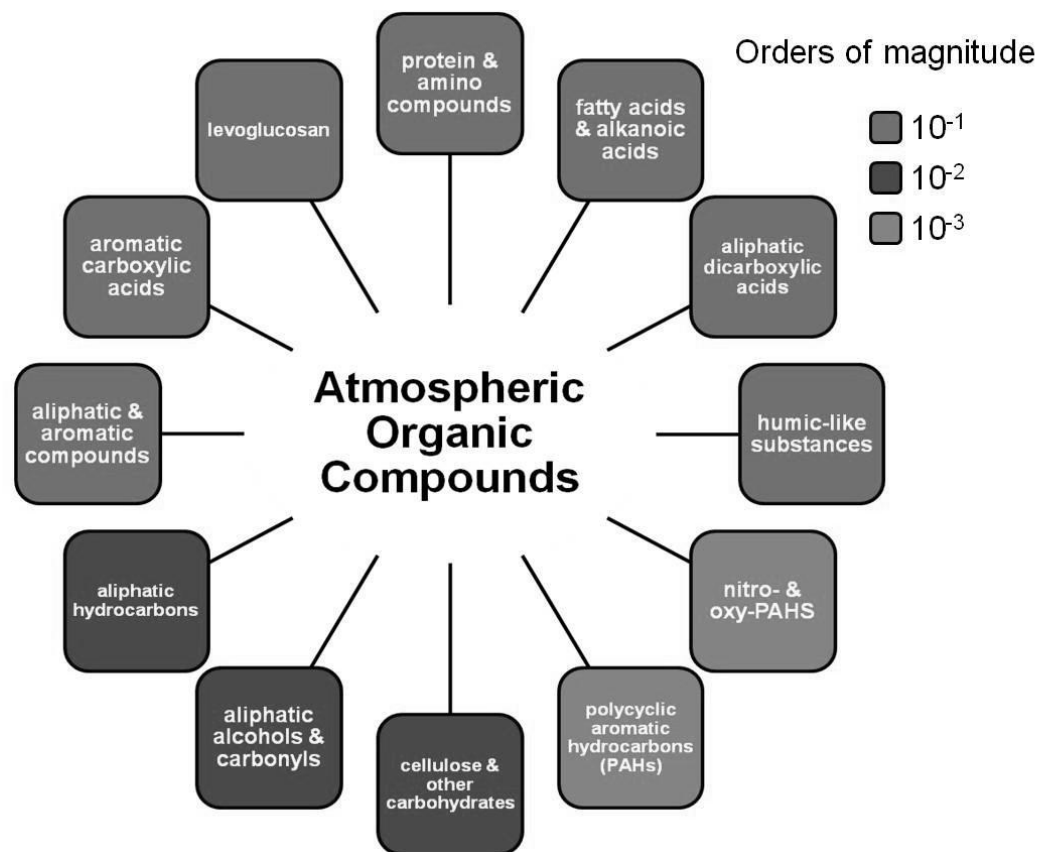 Orders of magnitude
10⁻¹
10⁻²
10⁻³
protein &
amino
compounds
fatty acids
& alkanoic
acids
aliphatic
dicarboxylic
acids
humic-like
substances
nitro- &
oxy-PAHS
polycyclic
aromatic
hydrocarbons
(PAHs)
cellulose &
other
carbohydrates
aliphatic
alcohols &
carbonyls
aliphatic
hydrocarbons
aliphatic &
aromatic
compounds
aromatic
carboxylic
acids
levoglucosan
Atmospheric
Organic
Compounds